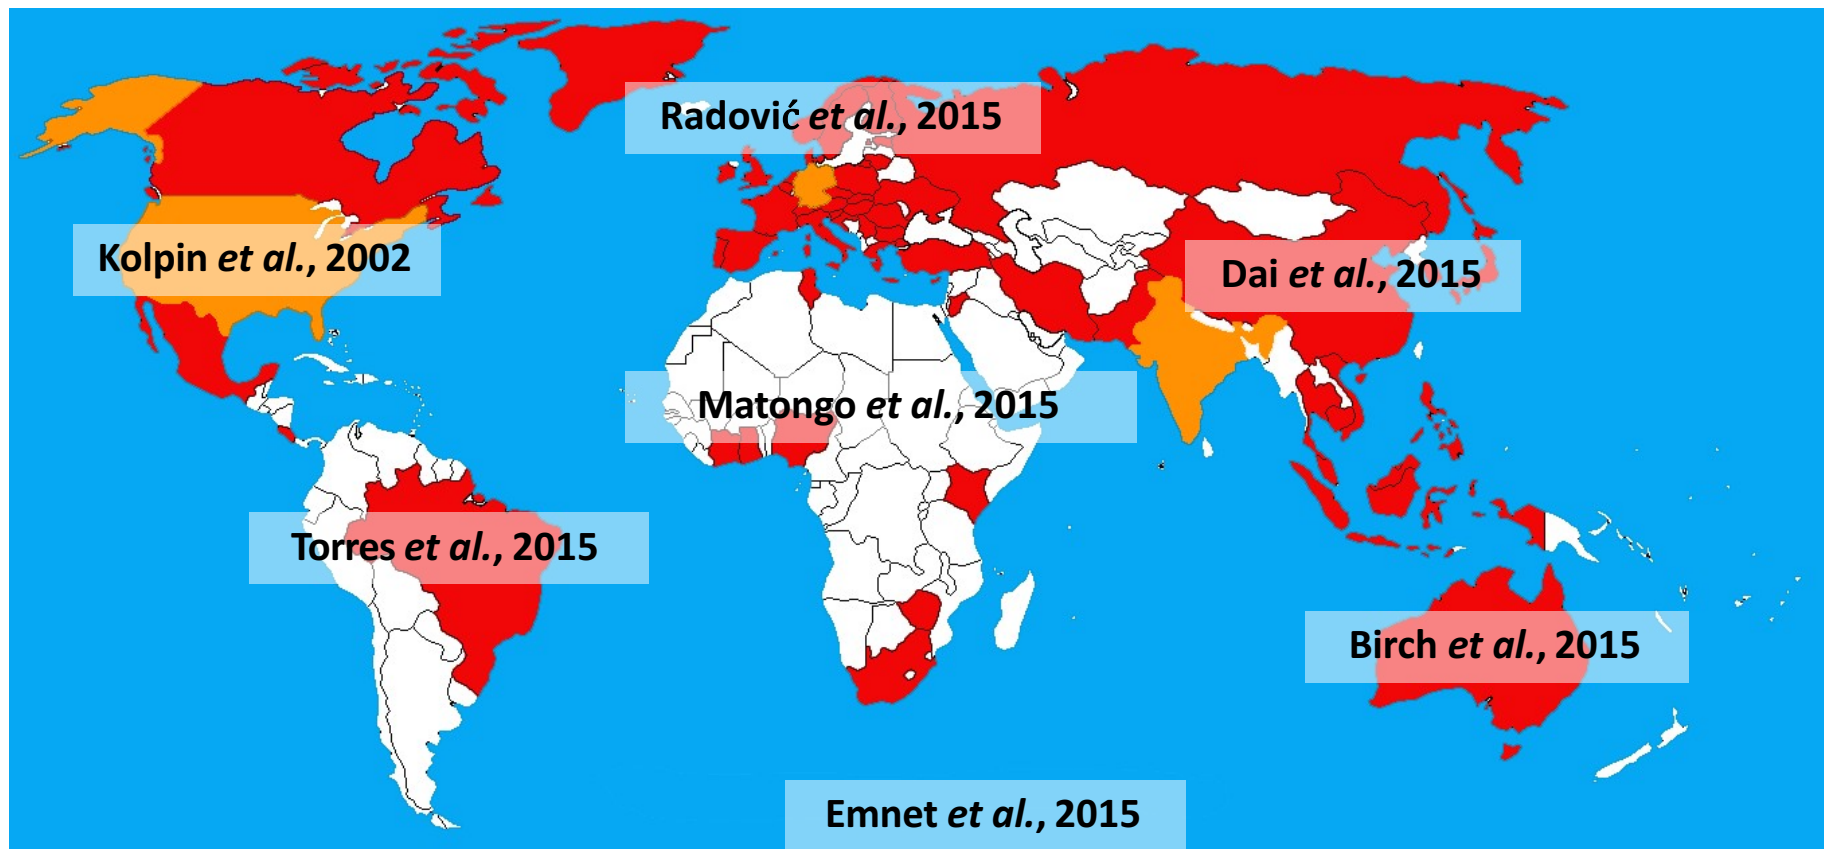 Radović et al., 2015
Kolpin et al., 2002
Dai et al., 2015
Matongo et al., 2015
Torres et al., 2015
Birch et al., 2015
Emnet et al., 2015